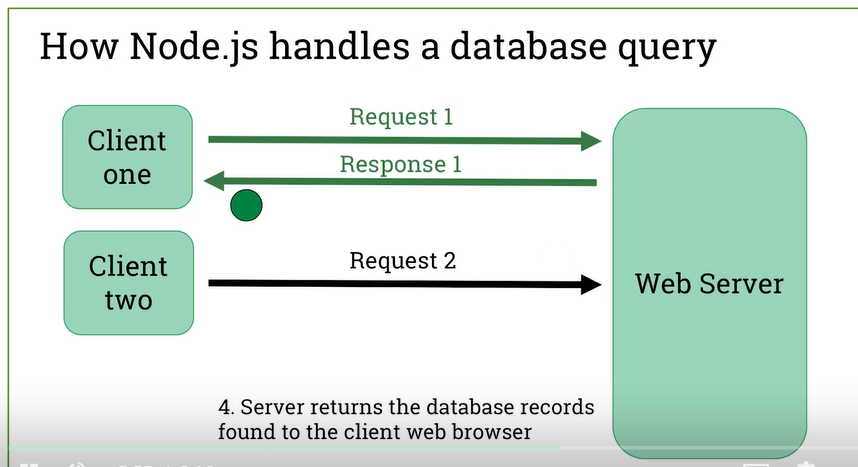 How Node.js handles a database query
Client
one
Request 1
Response 1
Client
two
Request 2
Web Server
4. Server returns the database records
found to the client web browser